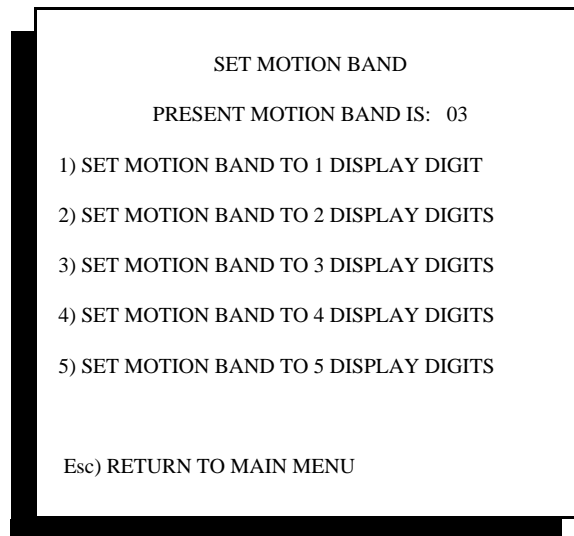 SET MOTION BAND
PRESENT MOTION BAND IS: 03
1) SET MOTION BAND TO 1 DISPLAY DIGIT
2) SET MOTION BAND TO 2 DISPLAY DIGITS
3) SET MOTION BAND TO 3 DISPLAY DIGITS
4) SET MOTION BAND TO 4 DISPLAY DIGITS
5) SET MOTION BAND TO 5 DISPLAY DIGITS
Esc) RETURN TO MAIN MENU